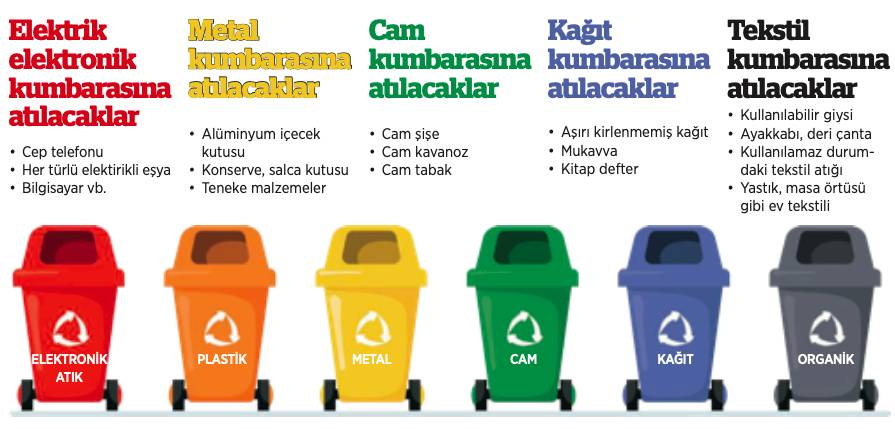 Elektrik
elektronik
kumbarasına
atılacaklar
• Cep telefonu
• Her türlü elektirikli eşya
• Bilgisayar vb.
Metal
kumbarasına
atılacaklar
• Alüminyum içecek
kutusu
• Konserve, salca kutusu
• Teneke malzemeler
Cam
kumbarasına
atılacaklar
• Cam şişe
• Cam kavanoz
• Cam tabak
Kağıt
kumbarasına
atılacaklar
• Aşırı kirlenmemiş kağıt
• Mukavva
• Kitap defter
Tekstil
kumbarasına
atılacaklar
• Kullanılabilir giysi
• Ayakkabı, deri çanta
• Kullanılamaz durum-
daki tekstil atığı
• Yastık, masa örtüsü
gibi ev tekstili
ELEKTRONİK
ATIK
PLASTİK
METAL
CAM
KAĞIT
ORGANİK